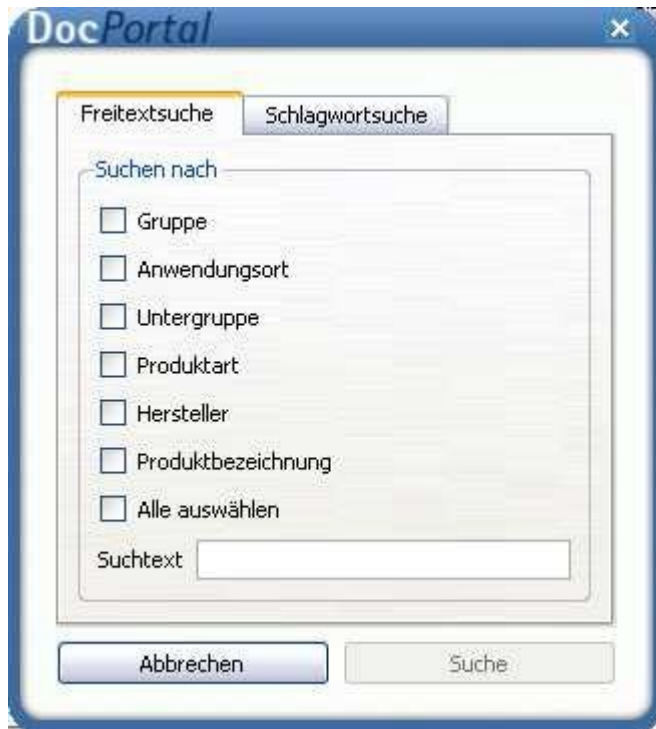 DocPortal
Freitextsuche Schlagwortsuche
Suchen nach
Gruppe
Anwendungsort
Untergruppe
Produktart
Hersteller
Produktbezeichnung
Alle auswählen
Suchtext
Abbrechen Suche